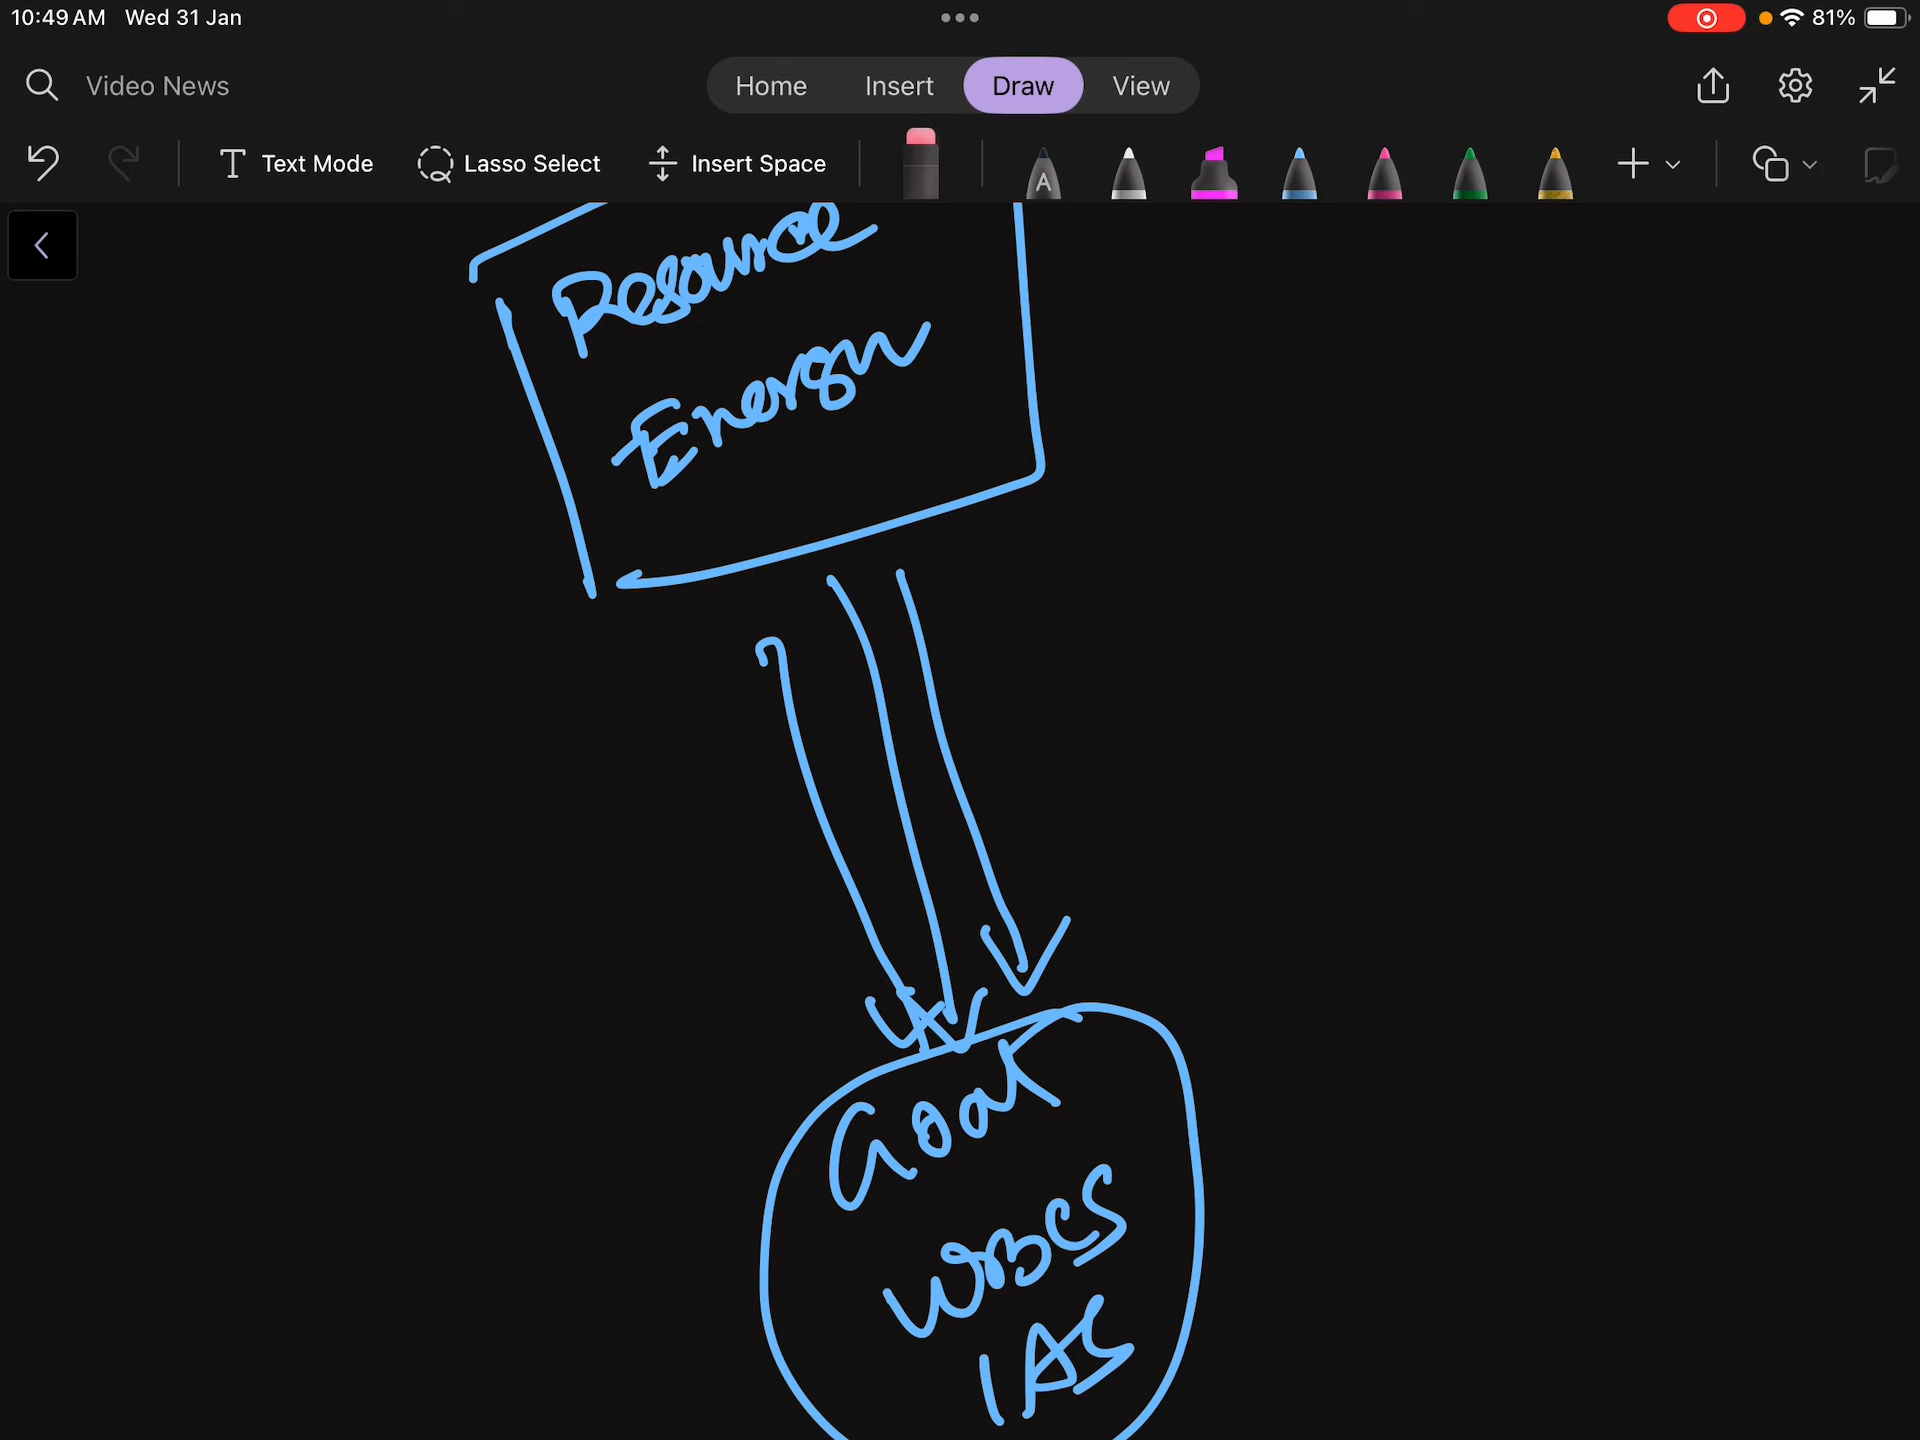 10:49 AM Wed 31 Jan
81%
Video News
Home Insert Draw View
Text Mode Lasso Select Insert Space
A
Resource
Energy
Goal
WBCS
IAS